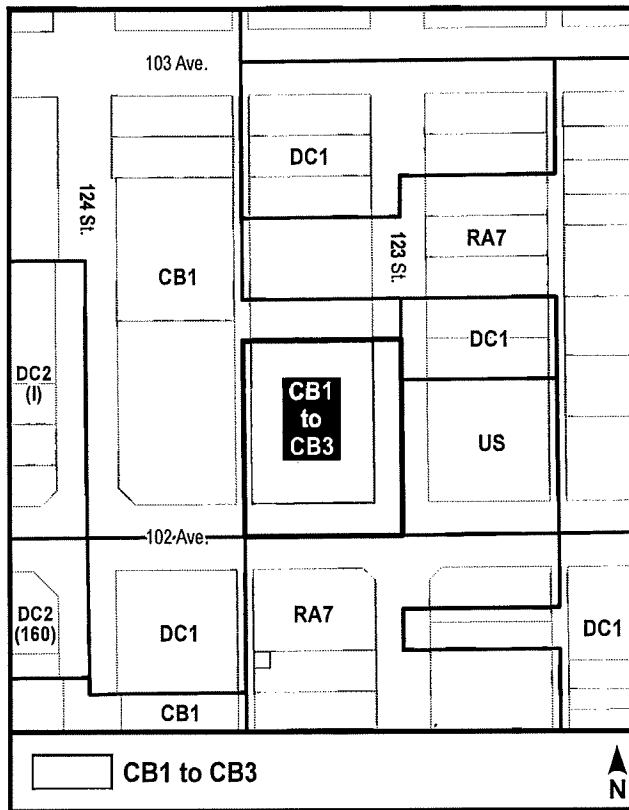 103 Ave.
DC1
124 St.
123 St.
RA7
CB1
DC1
DC2
(I)
CB1
to
CB3
US
102 Ave.
DC2
(160)
DC1
RA7
DC1
CB1
CB1 to CB3
N